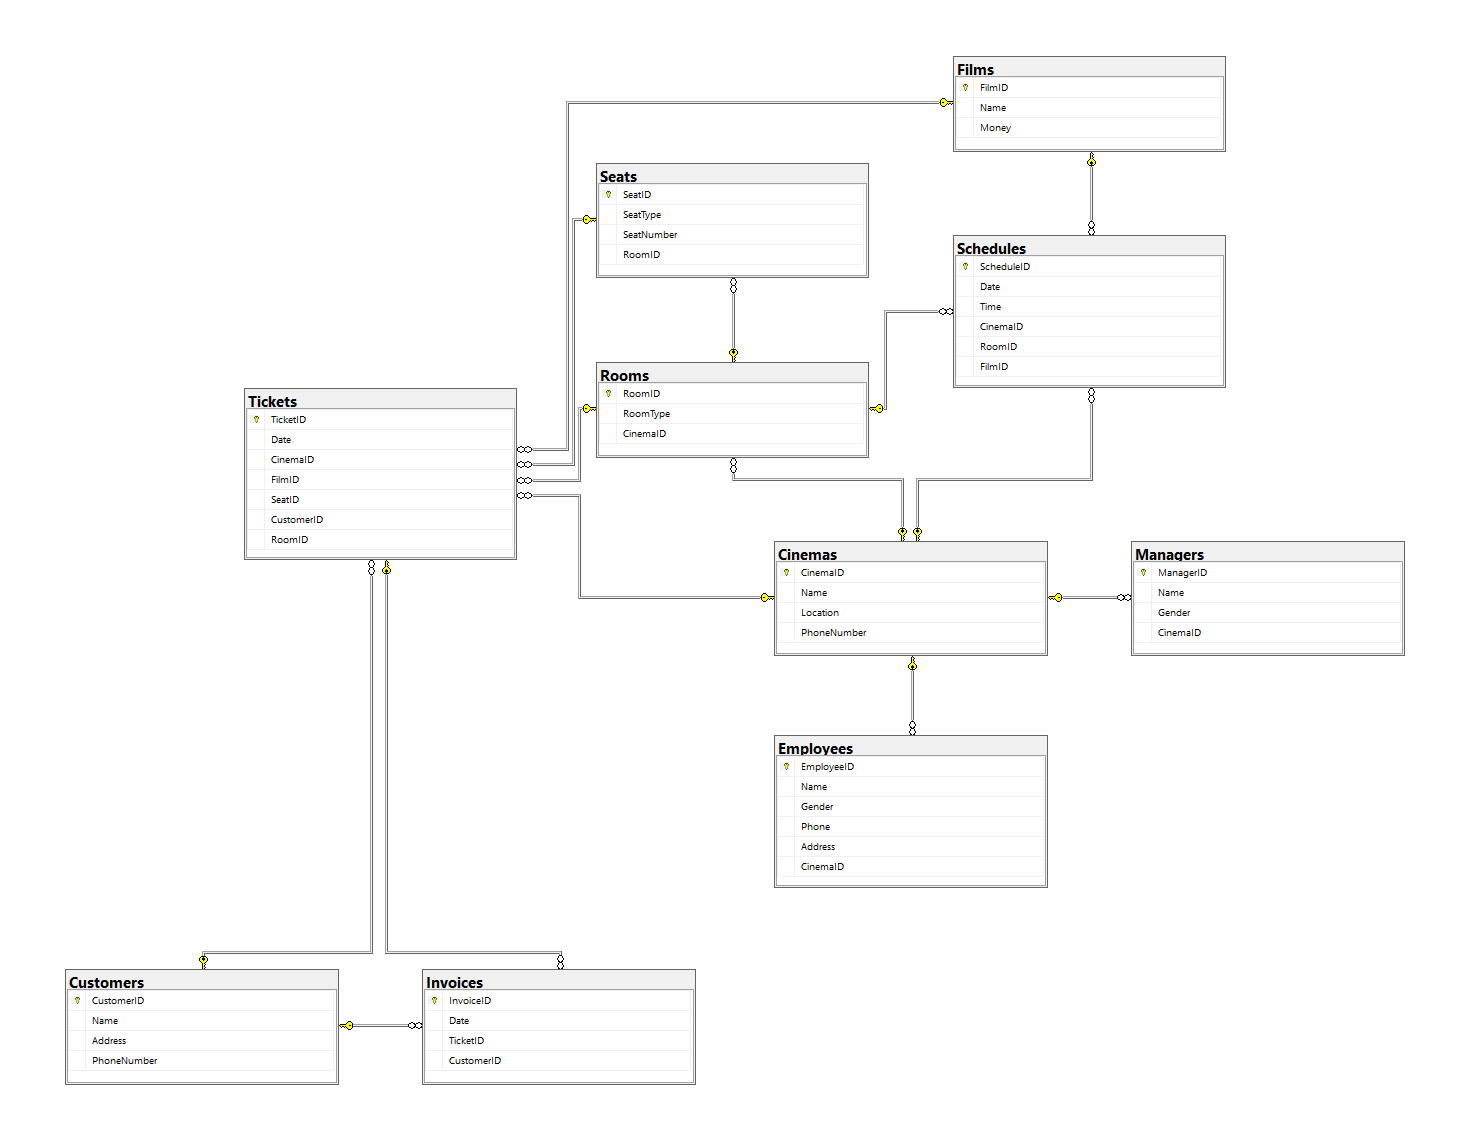 Films
FilmID
Name
Money
Seats
SeatID
SeatType
SeatNumber
RoomID
Schedules
ScheduleID
Date
Time
CinemaID
RoomID
FilmID
Rooms
RoomID
RoomType
CinemaID
Tickets
TicketID
Date
CinemaID
FilmID
SeatID
CustomerID
RoomID
Cinemas
CinemaID
Name
Location
PhoneNumber
Managers
ManagerID
Name
Gender
CinemaID
Employees
EmployeeID
Name
Gender
Phone
Address
CinemaID
Customers
CustomerID
Name
Address
PhoneNumber
Invoices
InvoiceID
Date
TicketID
CustomerID